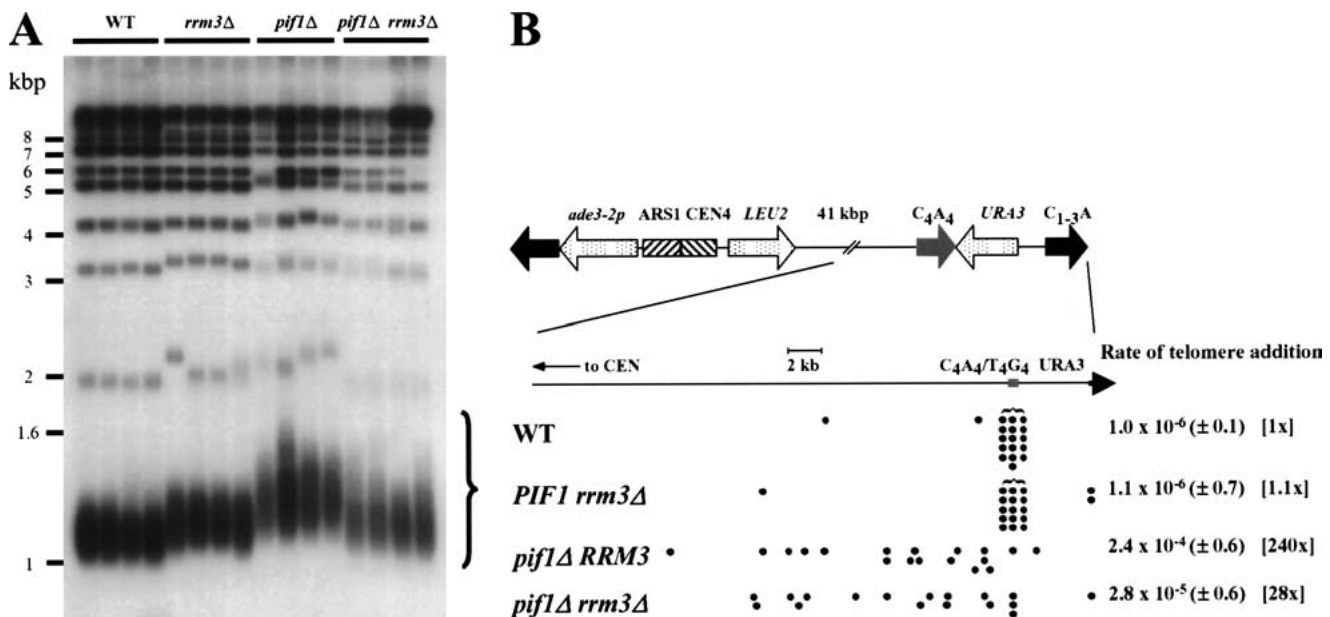 A
WT rrm3Δ pif1Δ pif1Δ rrm3Δ
kbp
8
7
6
5
4
3
2
1.6
1
B
ade3-2p ARS1 CEN4 LEU2 41 kbp C4A4 URA3 C1-3A
to CEN 2 kb C4A4/T4G4 URA3 Rate of telomere addition
WT 1.0 x 10-6 (± 0.1) [1x]
PIF1 rrm3Δ 1.1 x 10-6 (± 0.7) [1.1x]
pif1Δ RRM3 2.4 x 10-4 (± 0.6) [240x]
pif1Δ rrm3Δ 2.8 x 10-5 (± 0.6) [28x]